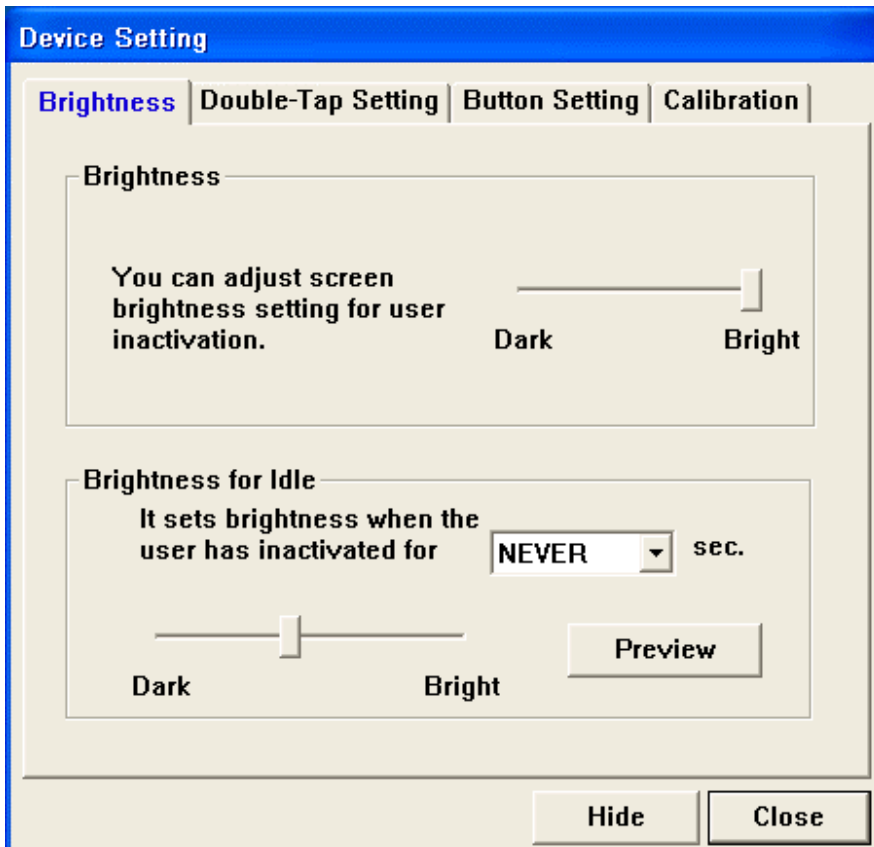 Device Setting
Brightness Double-Tap Setting Button Setting Calibration
Brightness
You can adjust screen
brightness setting for user
inactivation.
Dark Bright
Brightness for Idle
It sets brightness when the
user has inactivated for NEVER sec.
Preview
Dark Bright
Hide Close